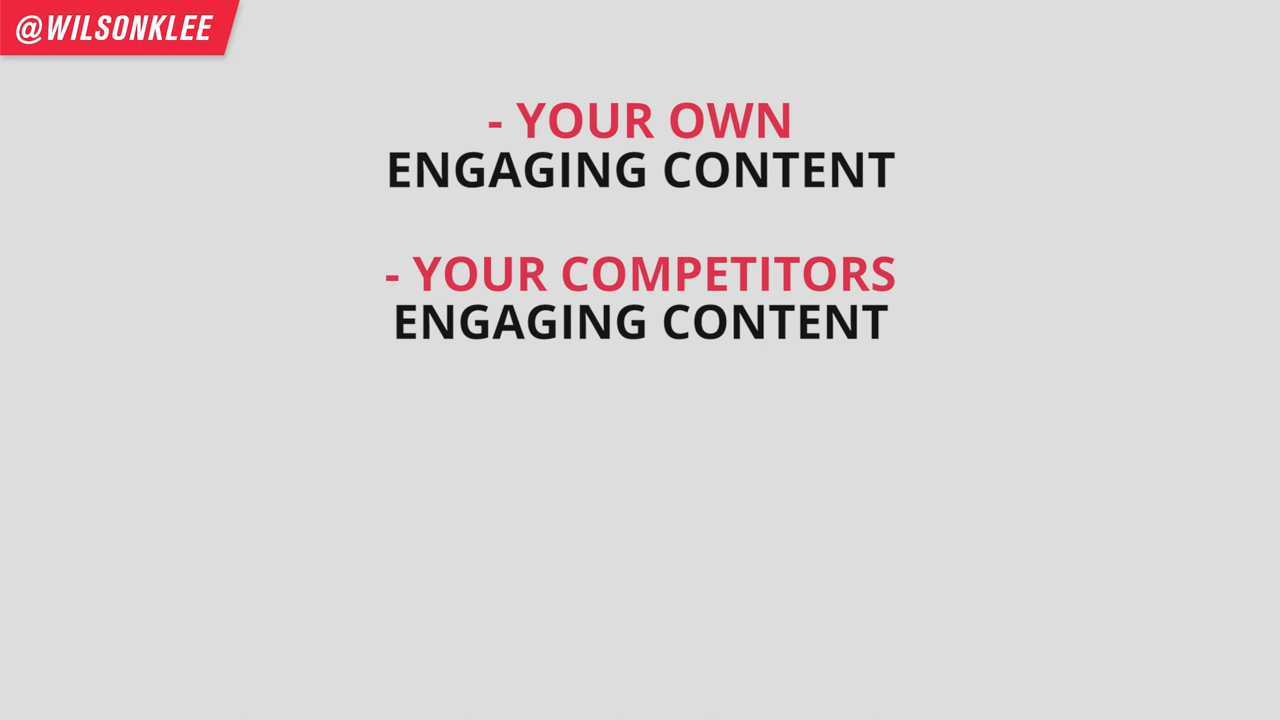 @WILSONKLEE
- YOUR OWN
ENGAGING CONTENT
- YOUR COMPETITORS
ENGAGING CONTENT